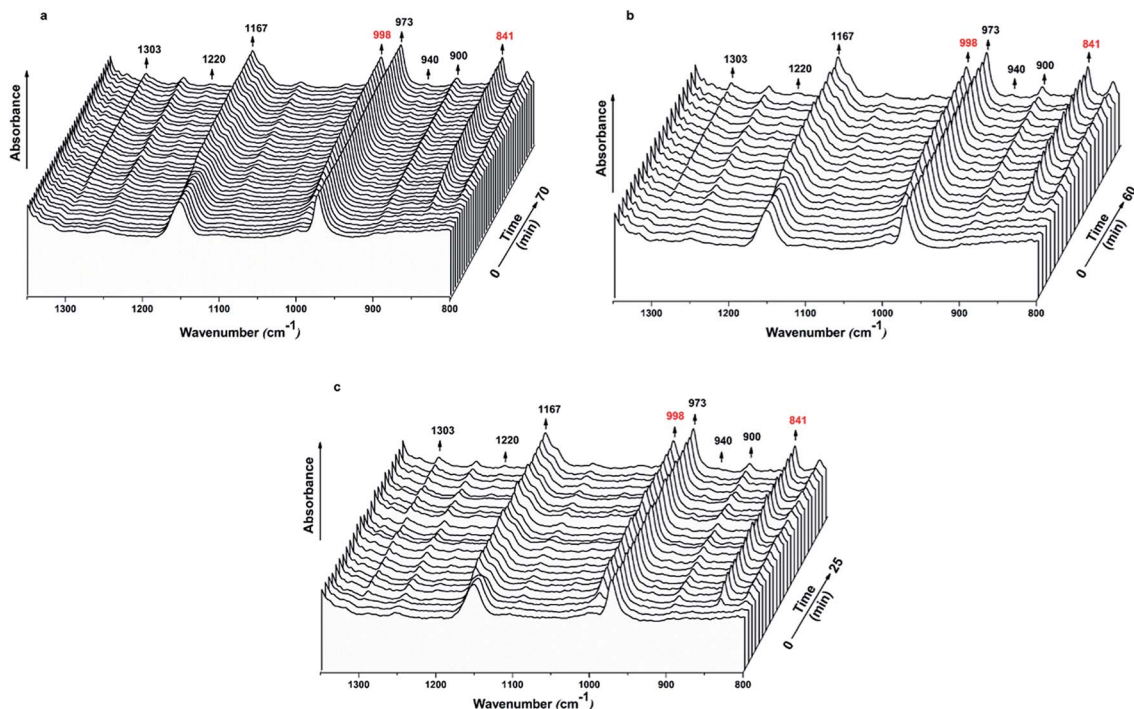 a
1303
1220
1167
998
973
940
900
841
Absorbance
0 Time (min) 70
1300 1200 1100 1000 900 800
Wavenumber (cm-1)
b
1303
1220
1167
998
973
940
900
841
Absorbance
0 Time (min) 60
1300 1200 1100 1000 900 800
Wavenumber (cm-1)
c
1303
1220
1167
998
973
940
900
841
Absorbance
0 Time (min) 25
1300 1200 1100 1000 900 800
Wavenumber (cm-1)